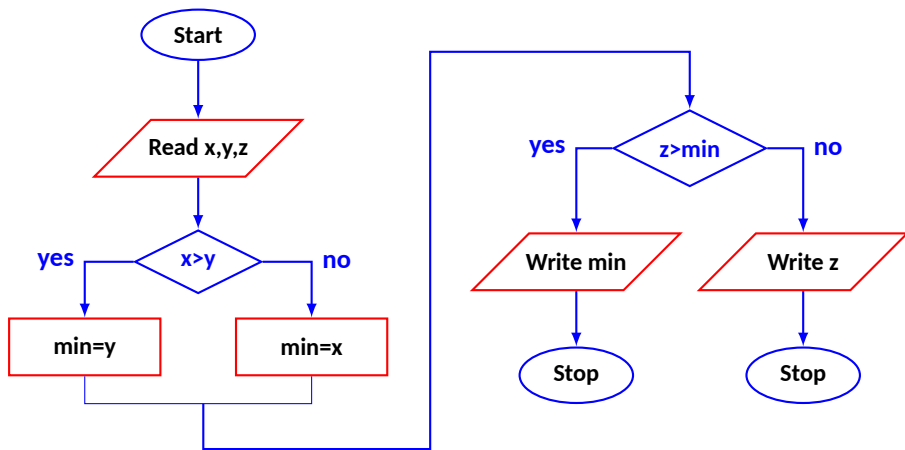 Start
Read x,y,z
yes
x>y
no
min=y
min=x
yes
z>min
no
Write min
Write z
Stop
Stop